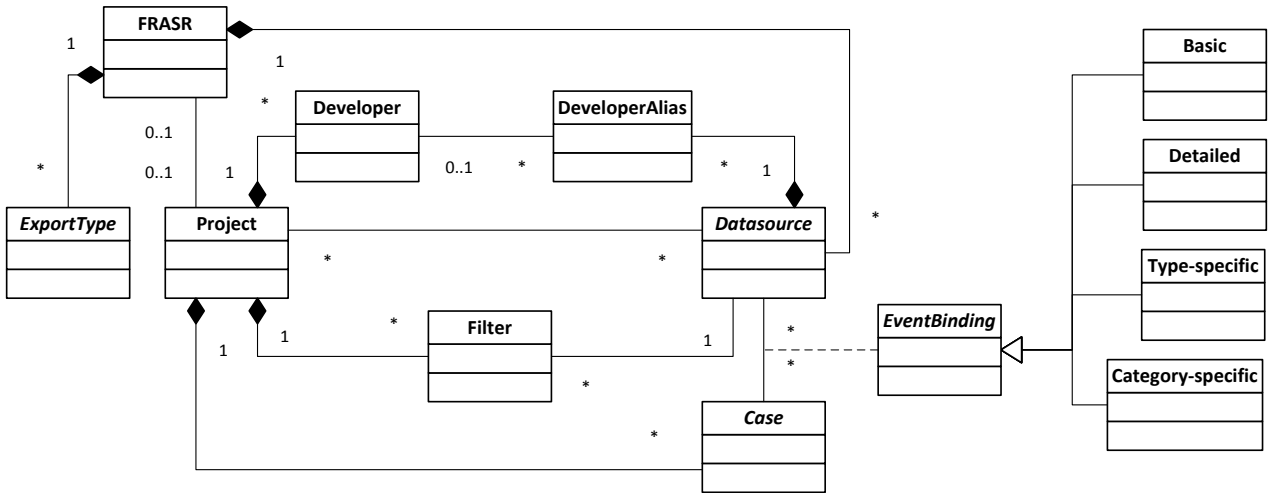 FRASR
1
1
Basic
*
Developer
DeveloperAlias
0..1
*
0..1
*
*
Detailed
0..1
1
1
ExportType
Project
Datasource
*
*
*
Type-specific
EventBinding
*
Filter
*
1
1
1
*
Category-specific
*
Case
*